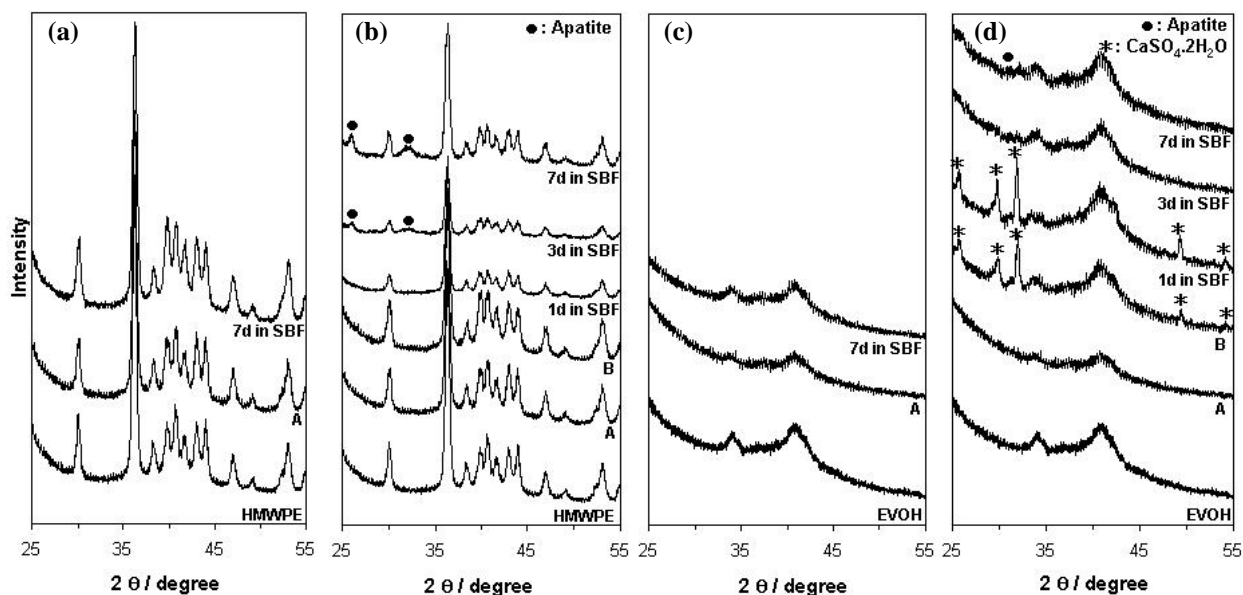 (a)
7d in SBF
A
HMWPE
Intensity
25 35 45 55
2 θ / degree
(b)
●: Apatite
7d in SBF
3d in SBF
1d in SBF
B
A
HMWPE
25 35 45 55
2 θ / degree
(c)
7d in SBF
A
EVOH
25 35 45 55
2 θ / degree
(d)
●: Apatite
*: CaSO4.2H2O
7d in SBF
3d in SBF
1d in SBF
B
A
EVOH
25 35 45 55
2 θ / degree